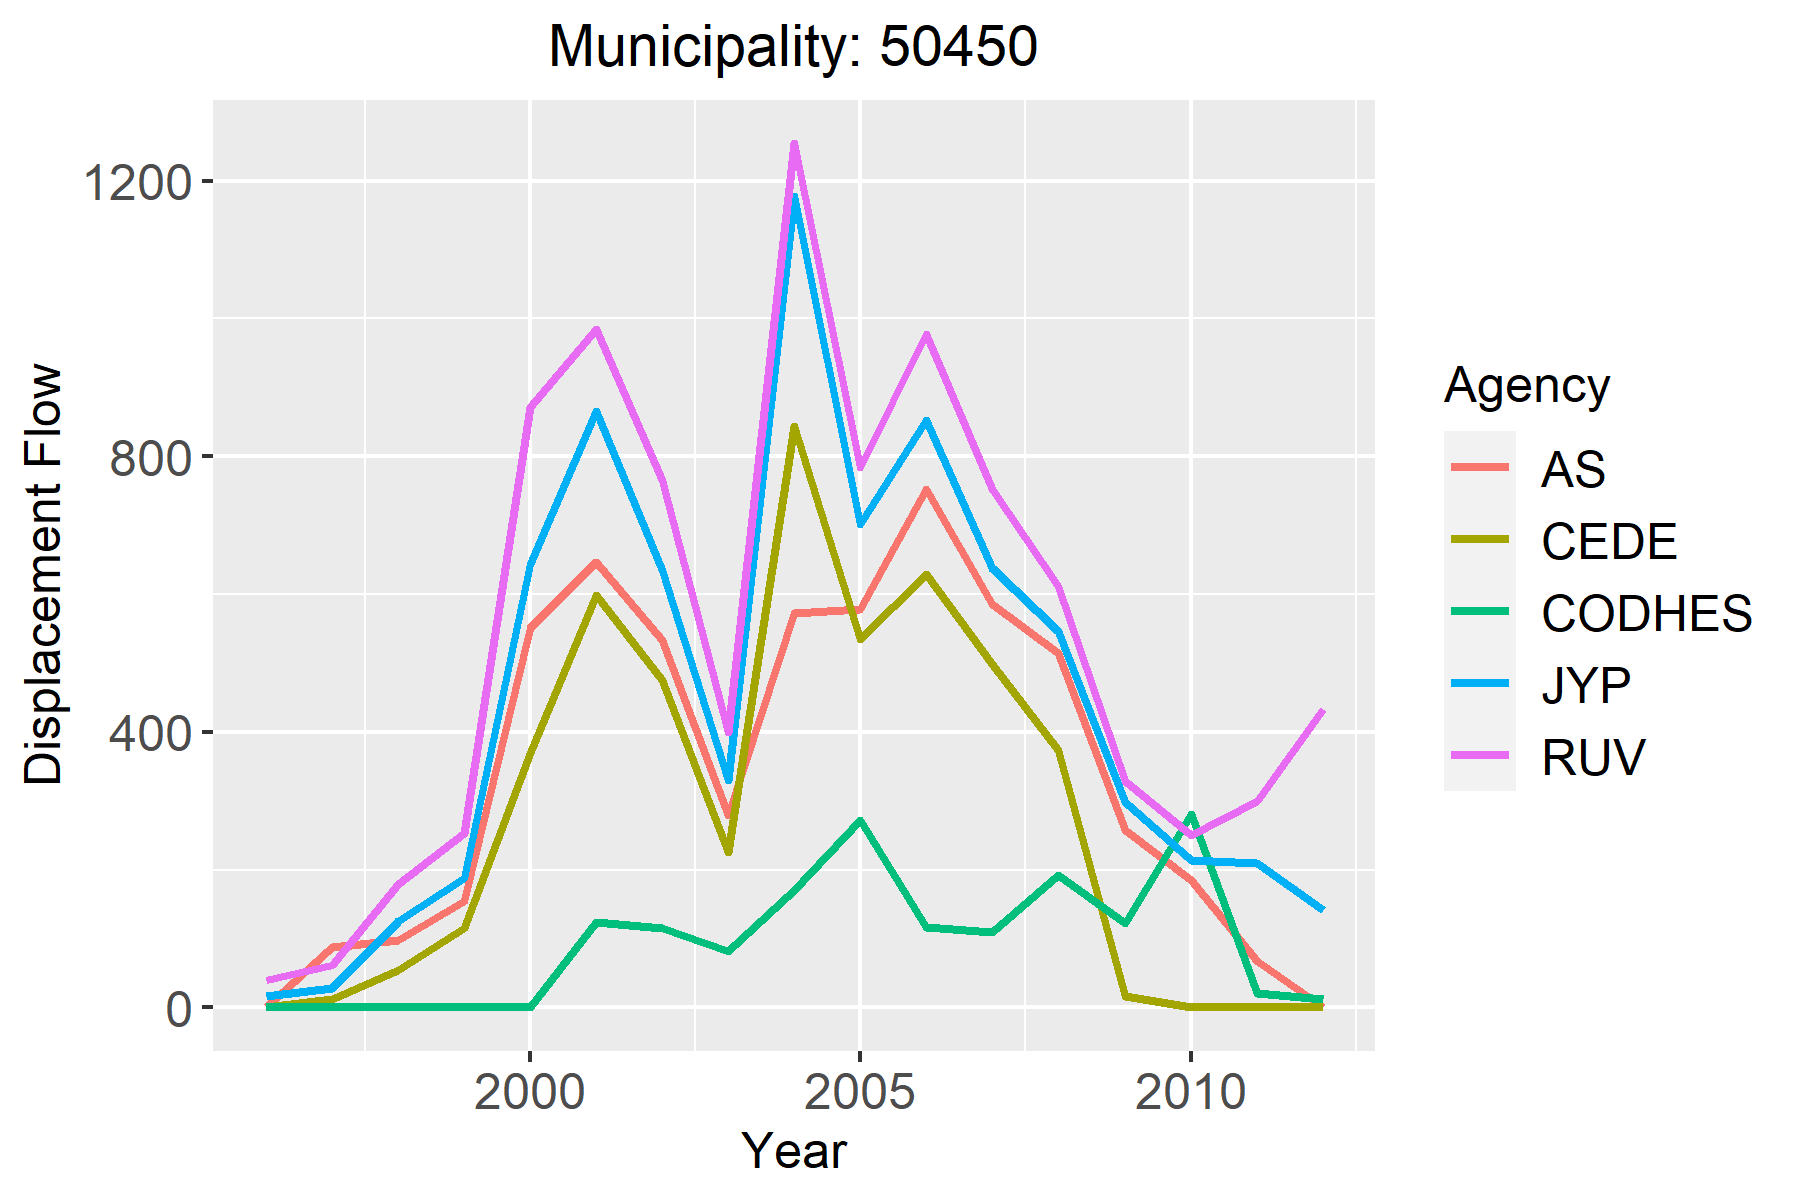 Municipality: 50450
Displacement Flow
1200
800
400
0
2000
2005
2010
Year
Agency
AS
CEDE
CODHES
JYP
RUV